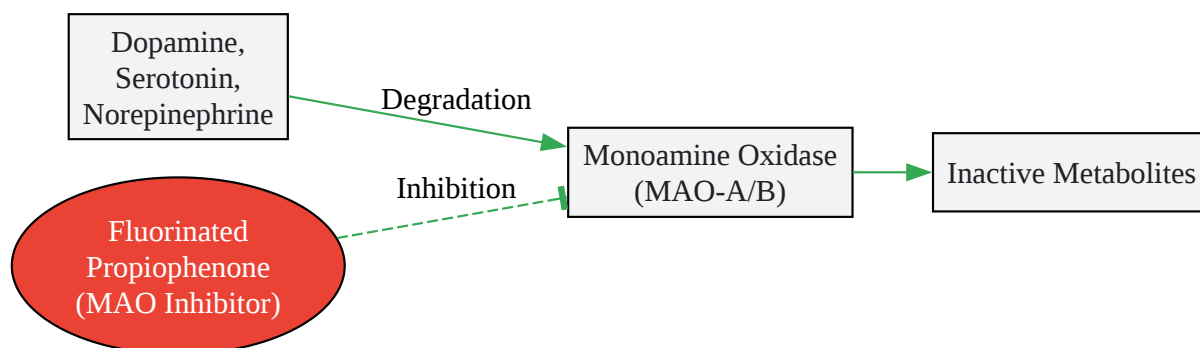 Dopamine,
Serotonin,
Norepinephrine
Degradation
Monoamine Oxidase
(MAO-A/B)
Inactive Metabolites
Inhibition
Fluorinated
Propiophenone
(MAO Inhibitor)